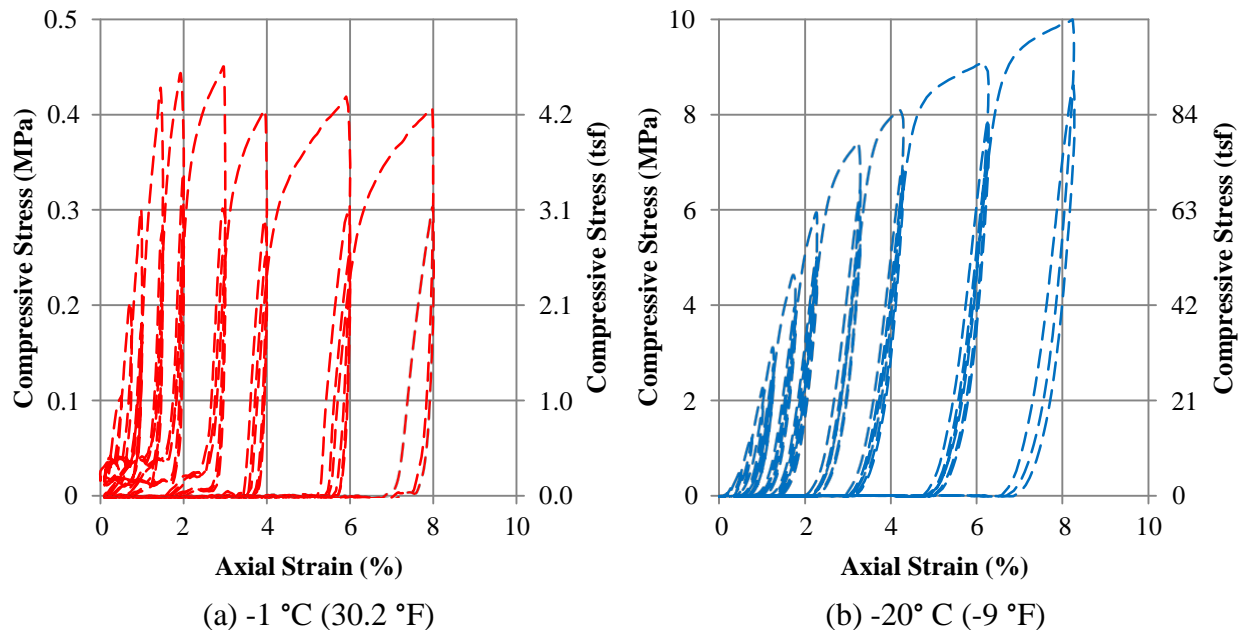 0.5
0.4
0.3
0.2
0.1
0
Compressive Stress (MPa)
4.2
3.1
2.1
1.0
0.0
Compressive Stress (tsf)
0 2 4 6 8 10
Axial Strain (%)
(a) -1 °C (30.2 °F)
10
8
6
4
2
0
Compressive Stress (MPa)
84
63
42
21
0
Compressive Stress (tsf)
0 2 4 6 8 10
Axial Strain (%)
(b) -20° C (-9 °F)